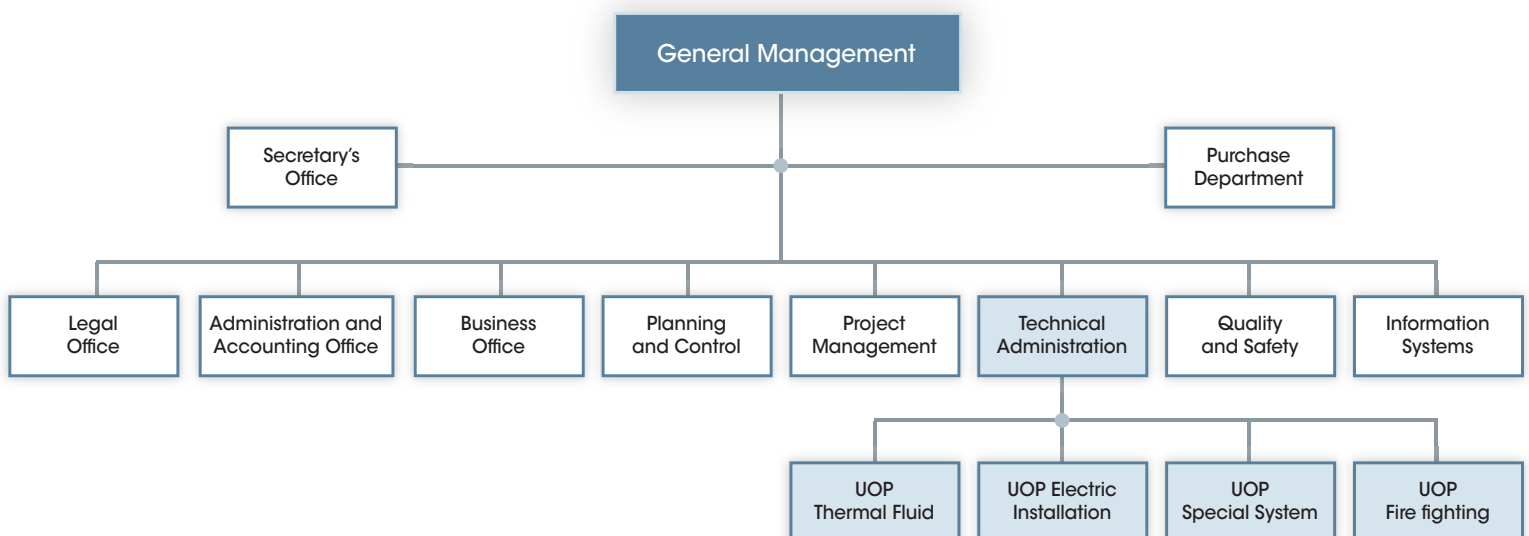 General Management
Secretary's
Office
Purchase
Department
Legal
Office
Administration and
Accounting Office
Business
Office
Planning
and Control
Project
Management
Technical
Administration
Quality
and Safety
Information
Systems
UOP
Thermal Fluid
UOP Electric
Installation
UOP
Special System
UOP
Fire fighting